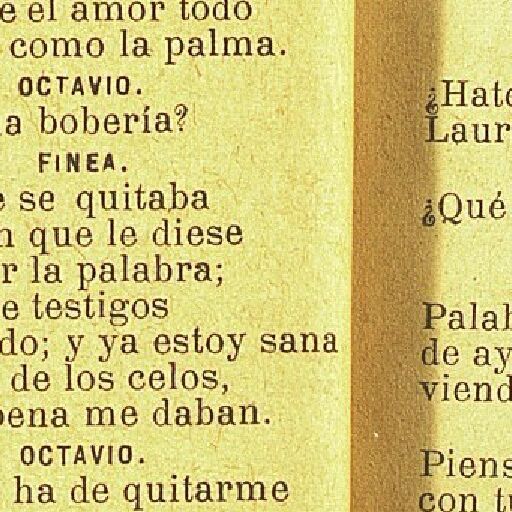 e el amor todo
como la palma.
OCTAVIO.
a bobería?
FINEA.
e se quitaba
que le diese
r la palabra;
e testigos
do; y ya estoy sana
de los celos,
pena me daban.
OCTAVIO.
ha de quitarme
¿Hate
Laur
¿Qué
Palab
de ay
viend
Piens
con tu